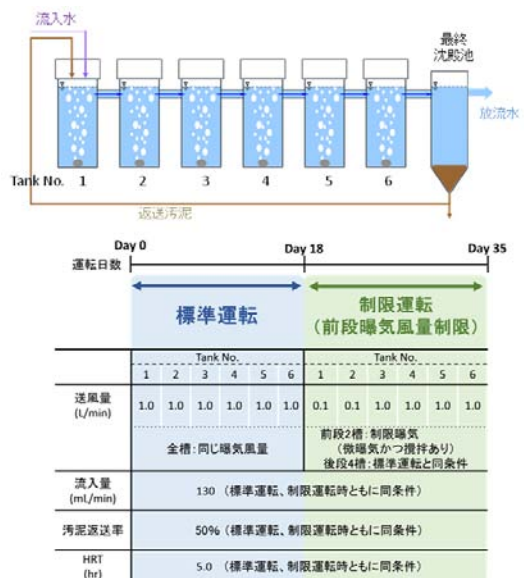 流入水
最終
沈殿池
放流水
Tank No. 1 2 3 4 5 6
返送汚泥
Day 0 Day 18 Day 35
運転日数
標準運転
制限運転
(前段曝気風量制限)
Tank No. Tank No.
1 2 3 4 5 6 1 2 3 4 5 6
送風量
(L/min)
1.0 1.0 1.0 1.0 1.0 1.0 0.1 0.1 1.0 1.0 1.0 1.0
全槽:同じ曝気風量
前段2槽:制限曝気
(微曝気かつ攪拌あり)
後段4槽:標準運転と同条件
流入量
(mL/min)
130 (標準運転、制限運転時ともに同条件)
汚泥返送率
50% (標準運転、制限運転時ともに同条件)
HRT
(hr)
5.0 (標準運転、制限運転時ともに同条件)